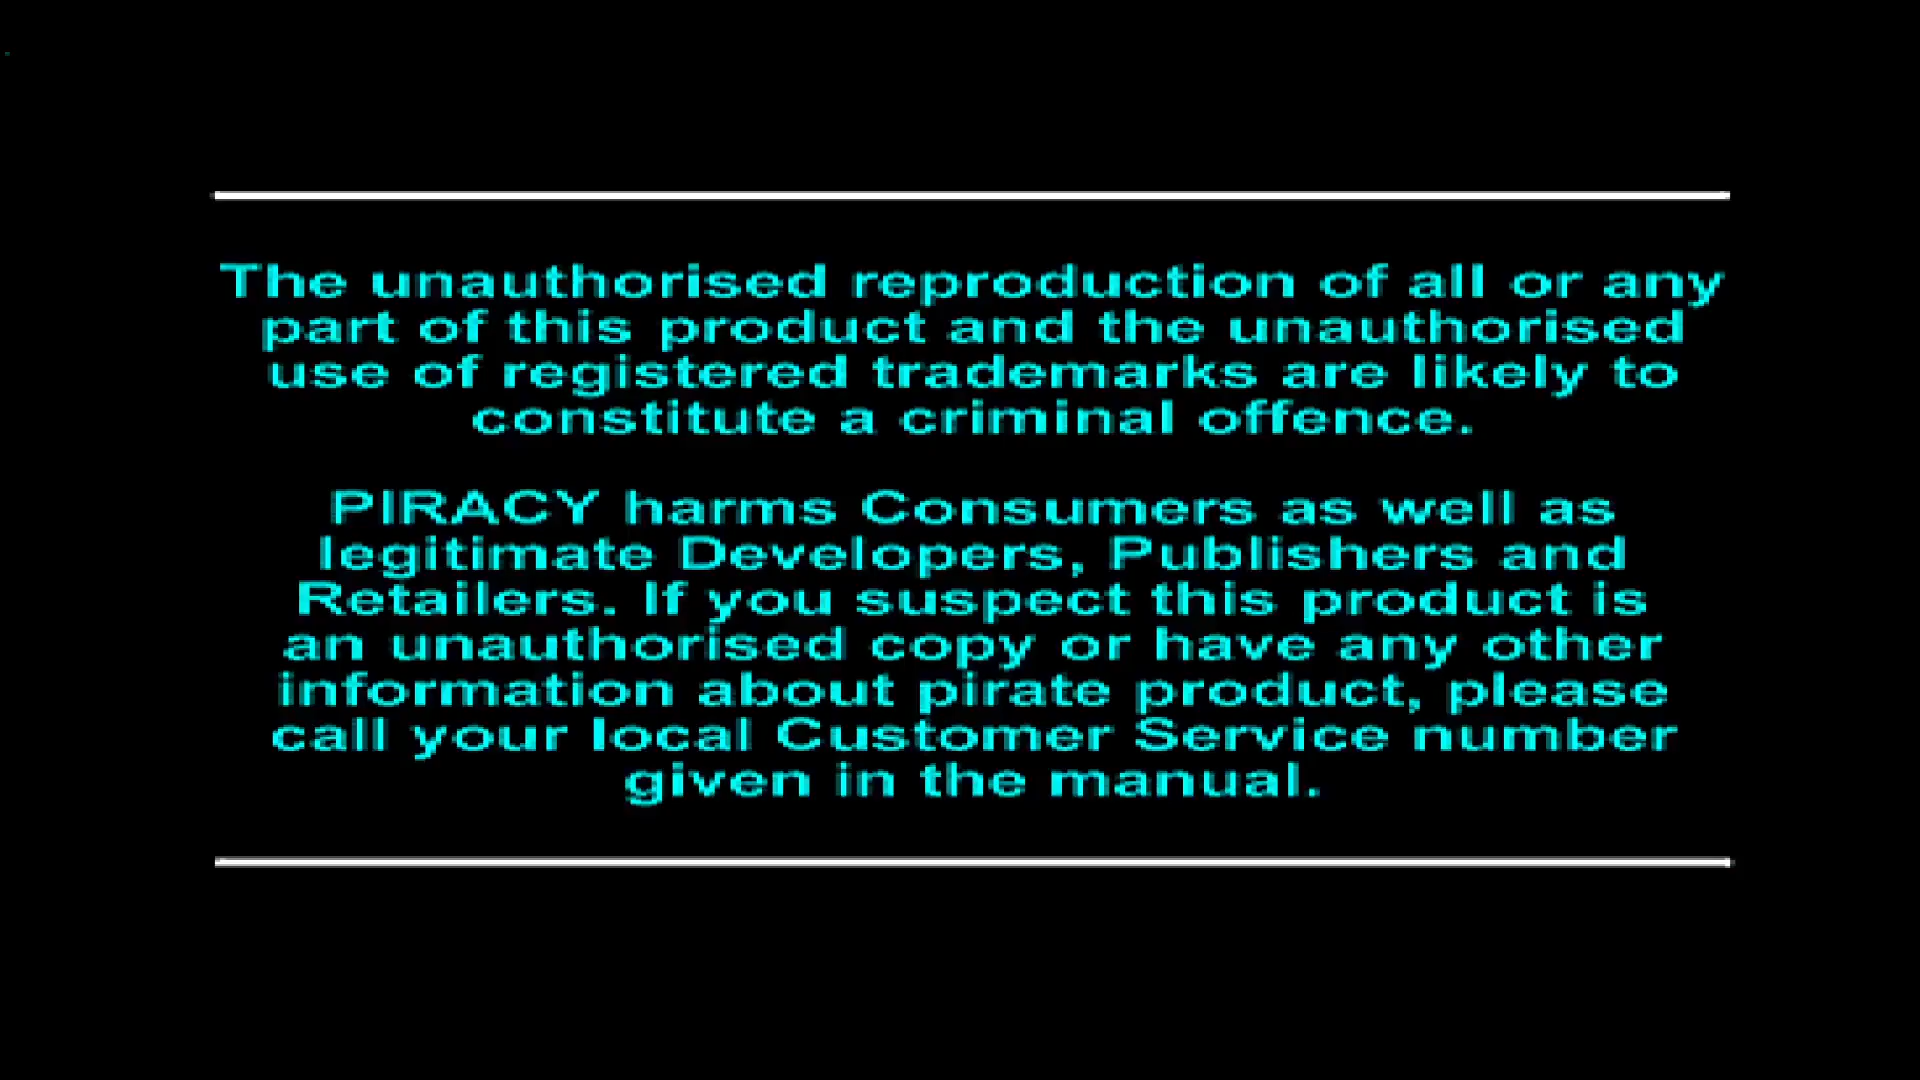 The unauthorised reproduction of all or any
part of this product and the unauthorised
use of registered trademarks are likely to
constitute a criminal offence.
PIRACY harms Consumers as well as
legitimate Developers, Publishers and
Retailers. If you suspect this product is
an unauthorised copy or have any other
information about pirate product, please
call your local Customer Service number
given in the manual.